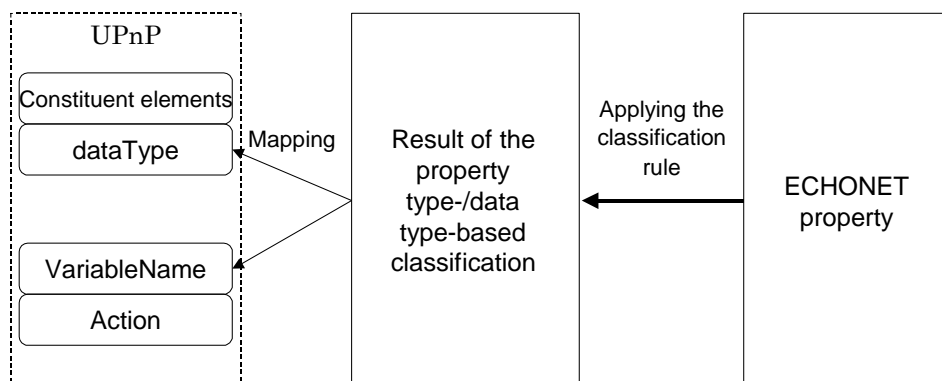 UPnP
Constituent elements
dataType
VariableName
Action
Mapping
Result of the
property
type-/data
type-based
classification
Applying the
classification
rule
ECHONET
property